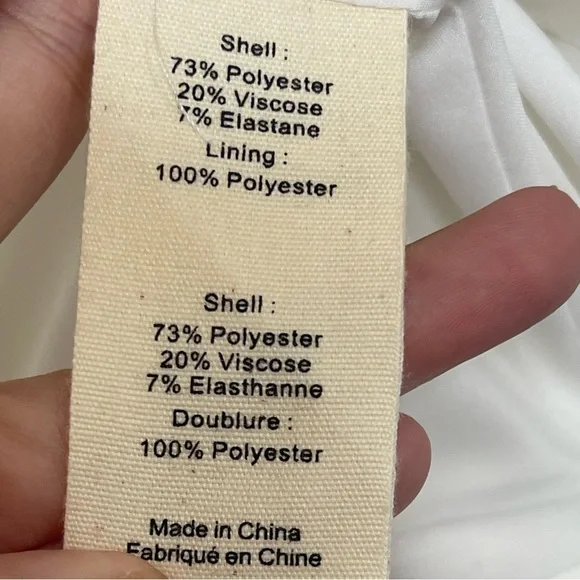 Shell :
73% Polyester
20% Viscose
7% Elastane
Lining :
100% Polyester
Shell :
73% Polyester
20% Viscose
7% Elasthanne
Doublure :
100% Polyester
Made in China
Fabriqué en Chine